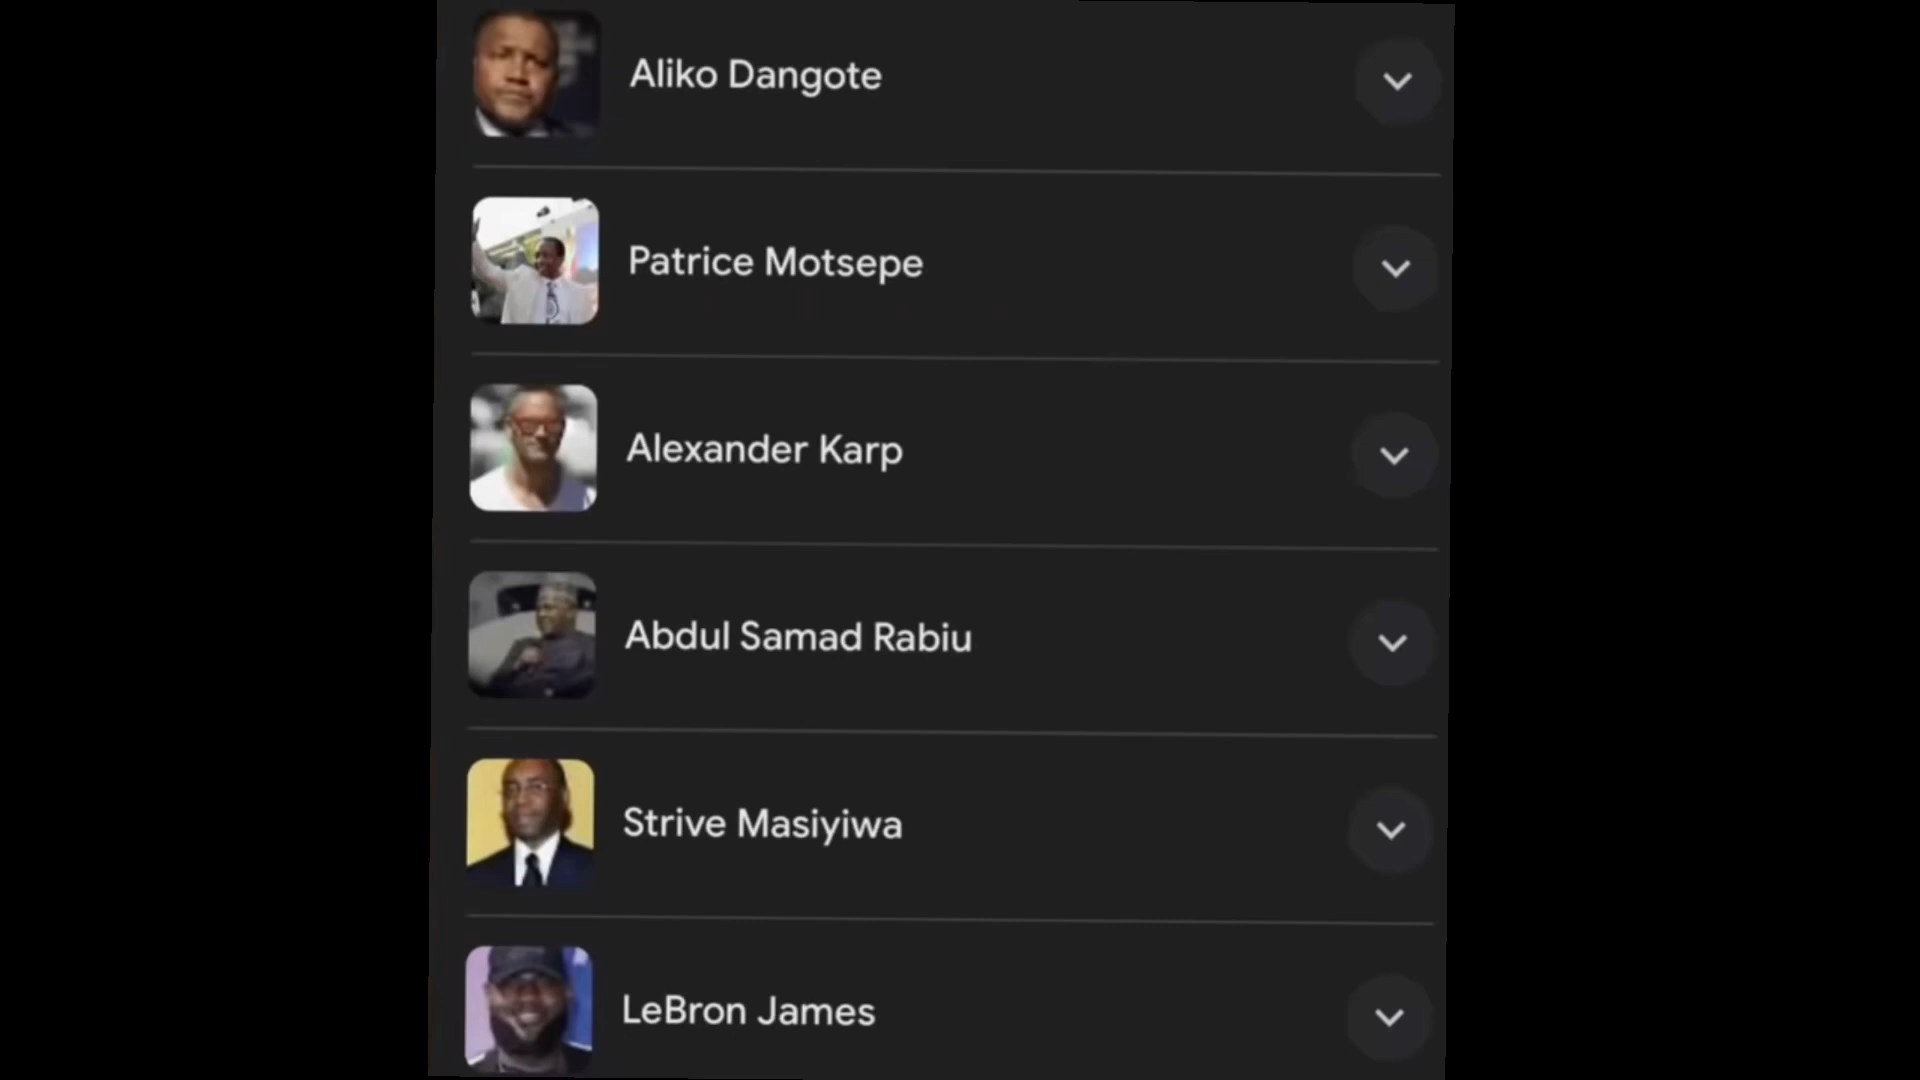 Aliko Dangote
Patrice Motsepe
Alexander Karp
Abdul Samad Rabiu
Strive Masiyiwa
LeBron James